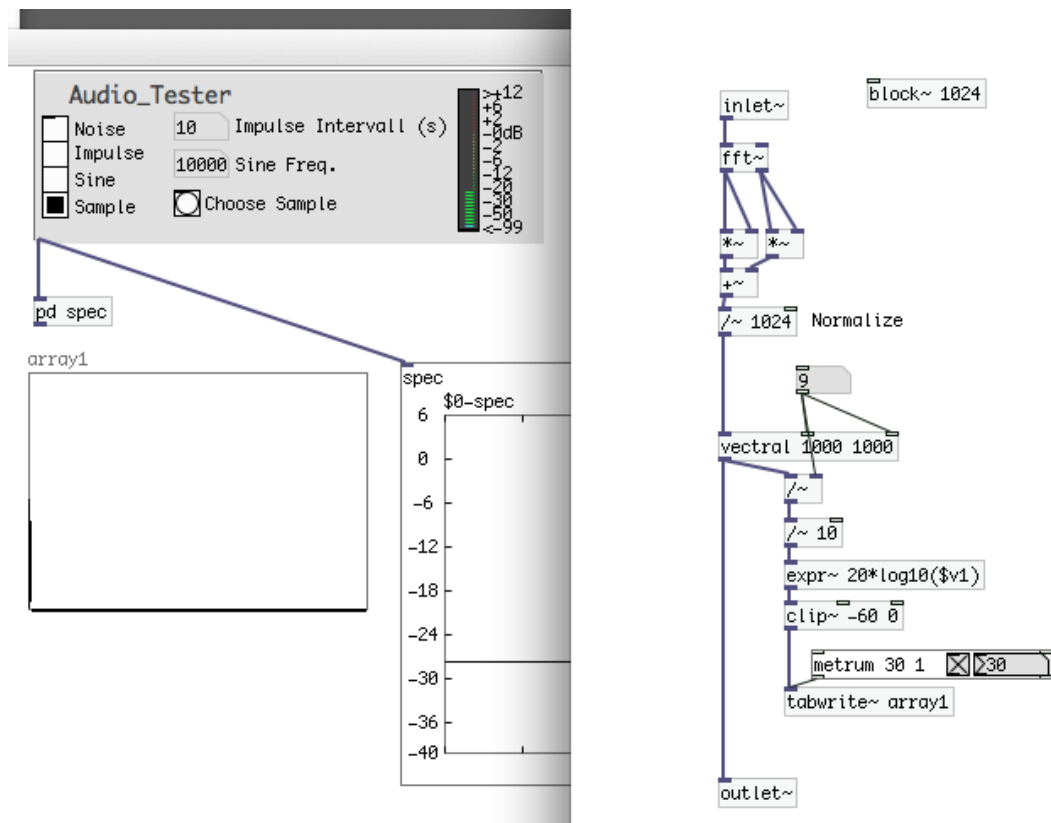 Audio_Tester
Noise
Impulse
Sine
Sample
10 Impulse Intervall (s)
10000 Sine Freq.
Choose Sample
>+12
+6
+2
-0dB
-2
-6
-12
-20
-30
-50
<-99
pd spec
array1
spec
$0-spec
6
0
-6
-12
-18
-24
-30
-36
-40
block~ 1024
inlet~
fft~
*~ *~
+~
/~ 1024 Normalize
9
vectral 1000 1000
/~
/~ 10
expr~ 20*log10($v1)
clip~ -60 0
metrum 30 1 30
tabwrite~ array1
outlet~